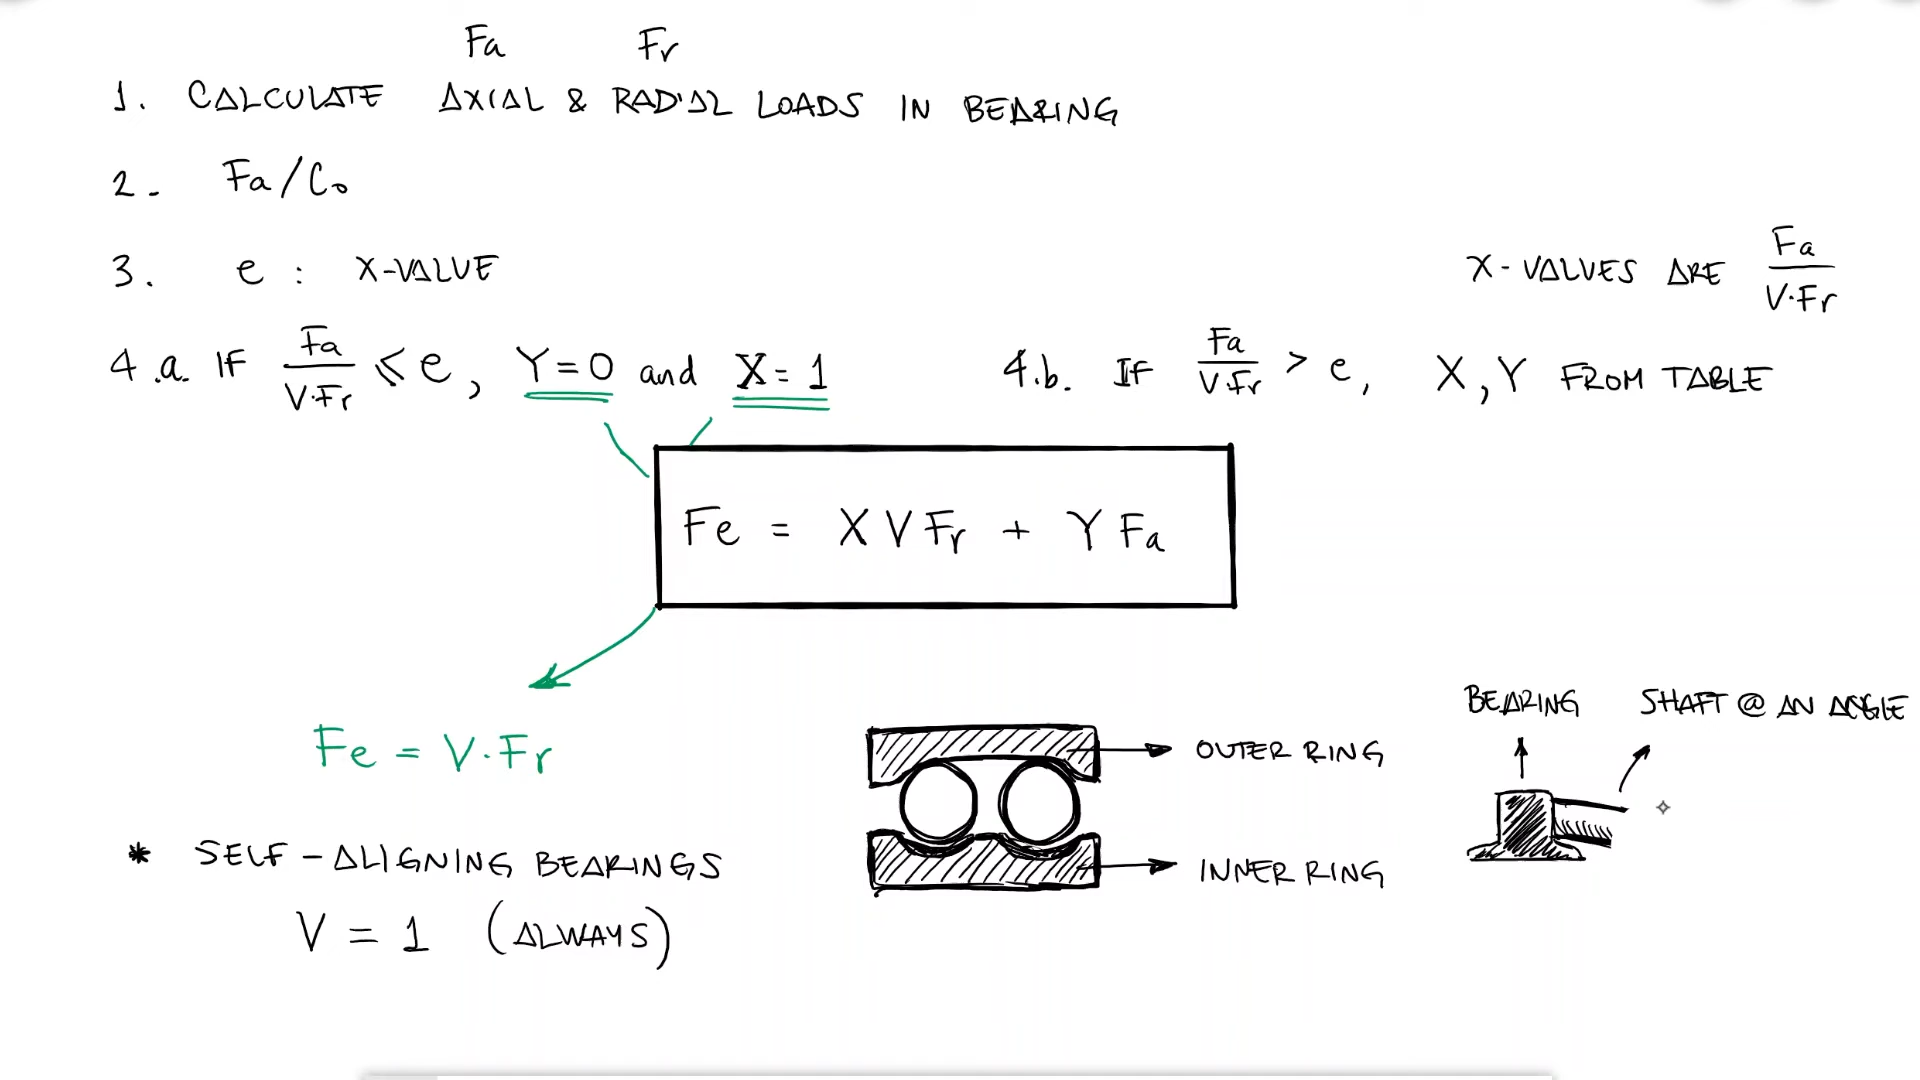 Fa Fr
1. CALCULATE AXIAL & RADIAL LOADS IN BEARING
2- Fa/Co
3. e : X-VALUE
X-VALUES ARE Fa / V·Fr
4.a. IF Fa / V·Fr ≤ e, Y=0 and X=1
4.b. IF Fa / V·Fr > e, X,Y FROM TABLE
Fe = X V Fr + Y Fa
Fe = V·Fr
BEARING SHAFT @ AN ANGLE
OUTER RING
* SELF-ALIGNING BEARINGS
INNER RING
V = 1 (ALWAYS)